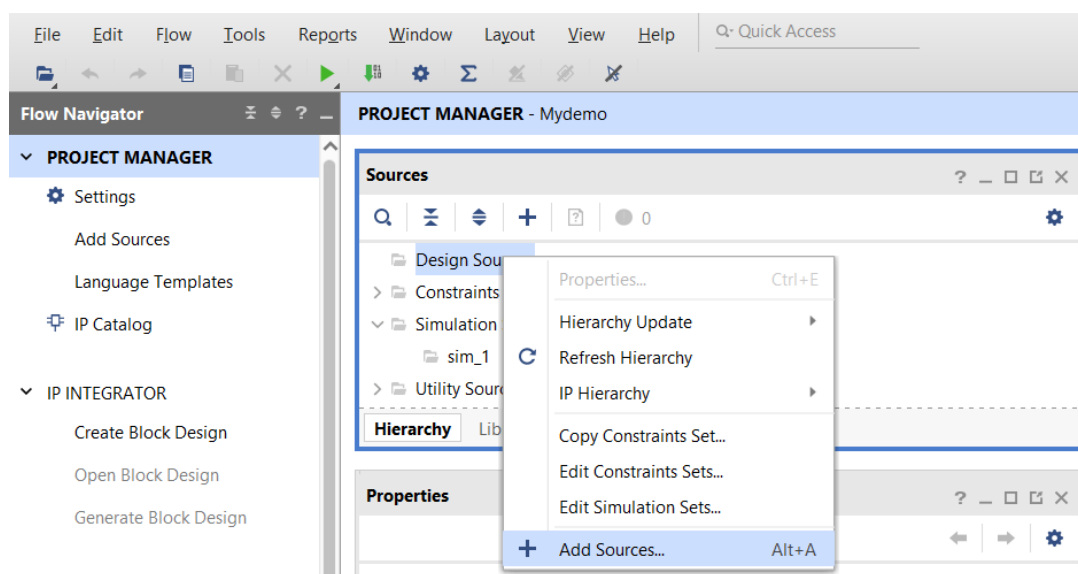 File Edit Flow Tools Reports Window Layout View Help Quick Access
Flow Navigator ?
PROJECT MANAGER - Mydemo
PROJECT MANAGER
Settings
Add Sources
Language Templates
IP Catalog
IP INTEGRATOR
Create Block Design
Open Block Design
Generate Block Design
Sources ?
? 0
Design Sou
Constraints
Simulation
sim_1
Utility Sour
Hierarchy Lib
Properties... Ctrl+E
Hierarchy Update
Refresh Hierarchy
IP Hierarchy
Copy Constraints Set...
Edit Constraints Sets...
Edit Simulation Sets...
Add Sources... Alt+A
Properties ?